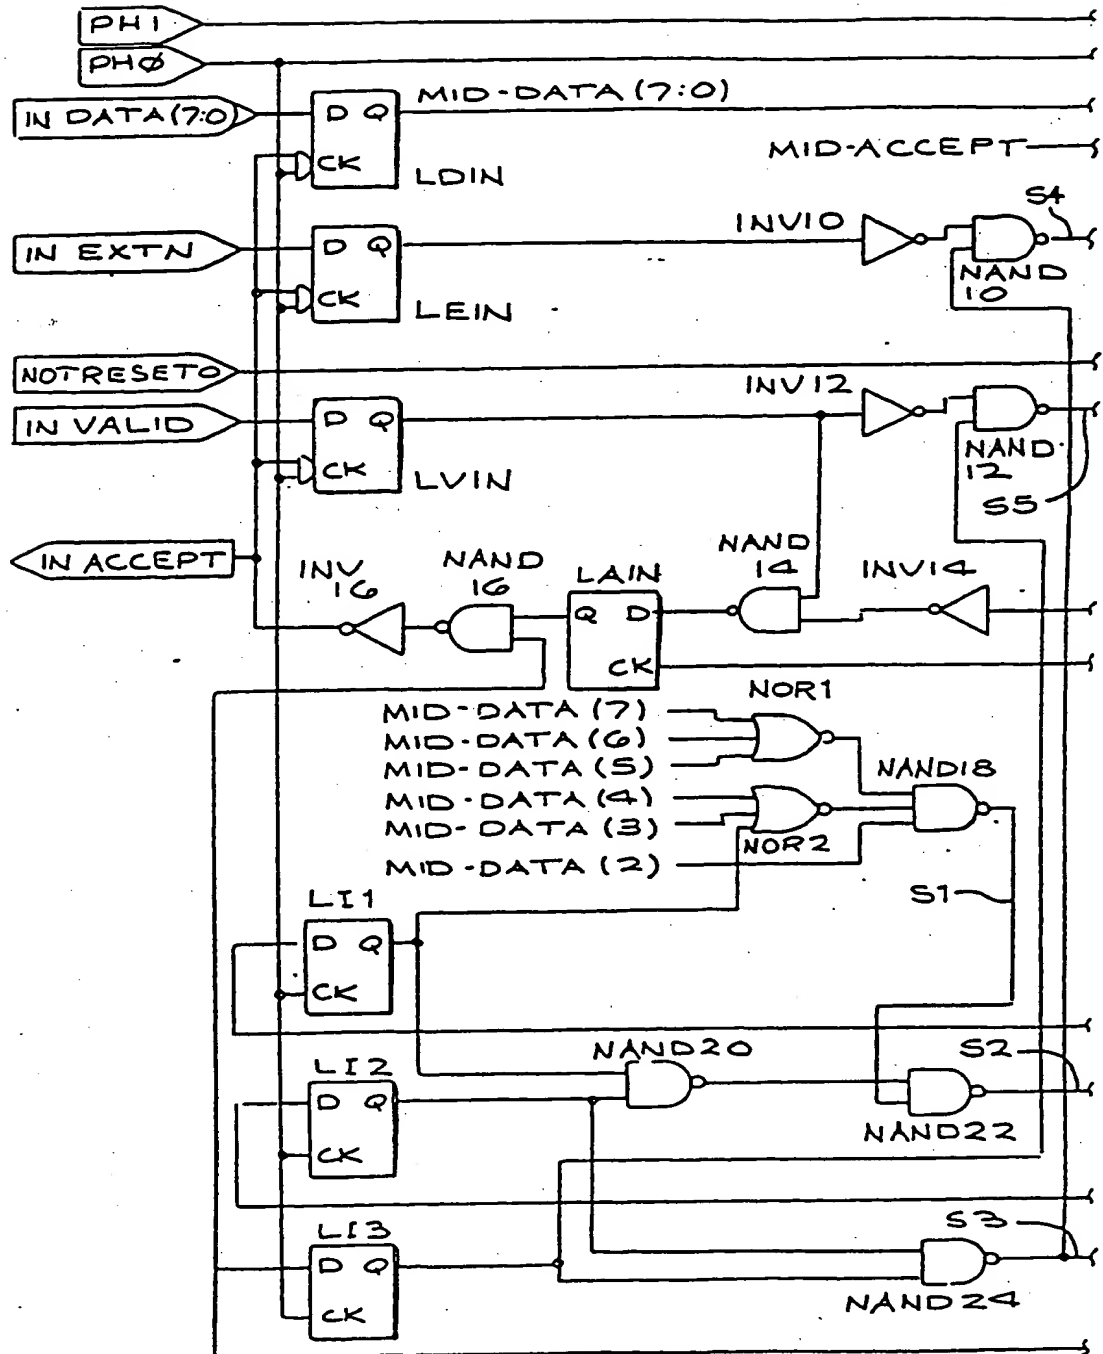 PH1
PHØ
IN DATA(7:0)
D Q
MID-DATA(7:0)
MID-ACCEPT
CK
LDIN
S4
INV10
IN EXTN
D Q
NAND
10
CK
LEIN
NOTRESETO
INV12
IN VALID
D Q
NAND
12
CK
LVIN
S5
IN ACCEPT
INV
16
NAND
16
LAIN
NAND
14
INV14
Q D
CK
NOR1
MID-DATA(7)
MID-DATA(6)
MID-DATA(5)
NAND18
MID-DATA(4)
MID-DATA(3)
NOR2
MID-DATA(2)
S1
LI1
D Q
CK
NAND20
S2
LI2
D Q
NAND22
CK
S3
LI3
D Q
NAND24
CK